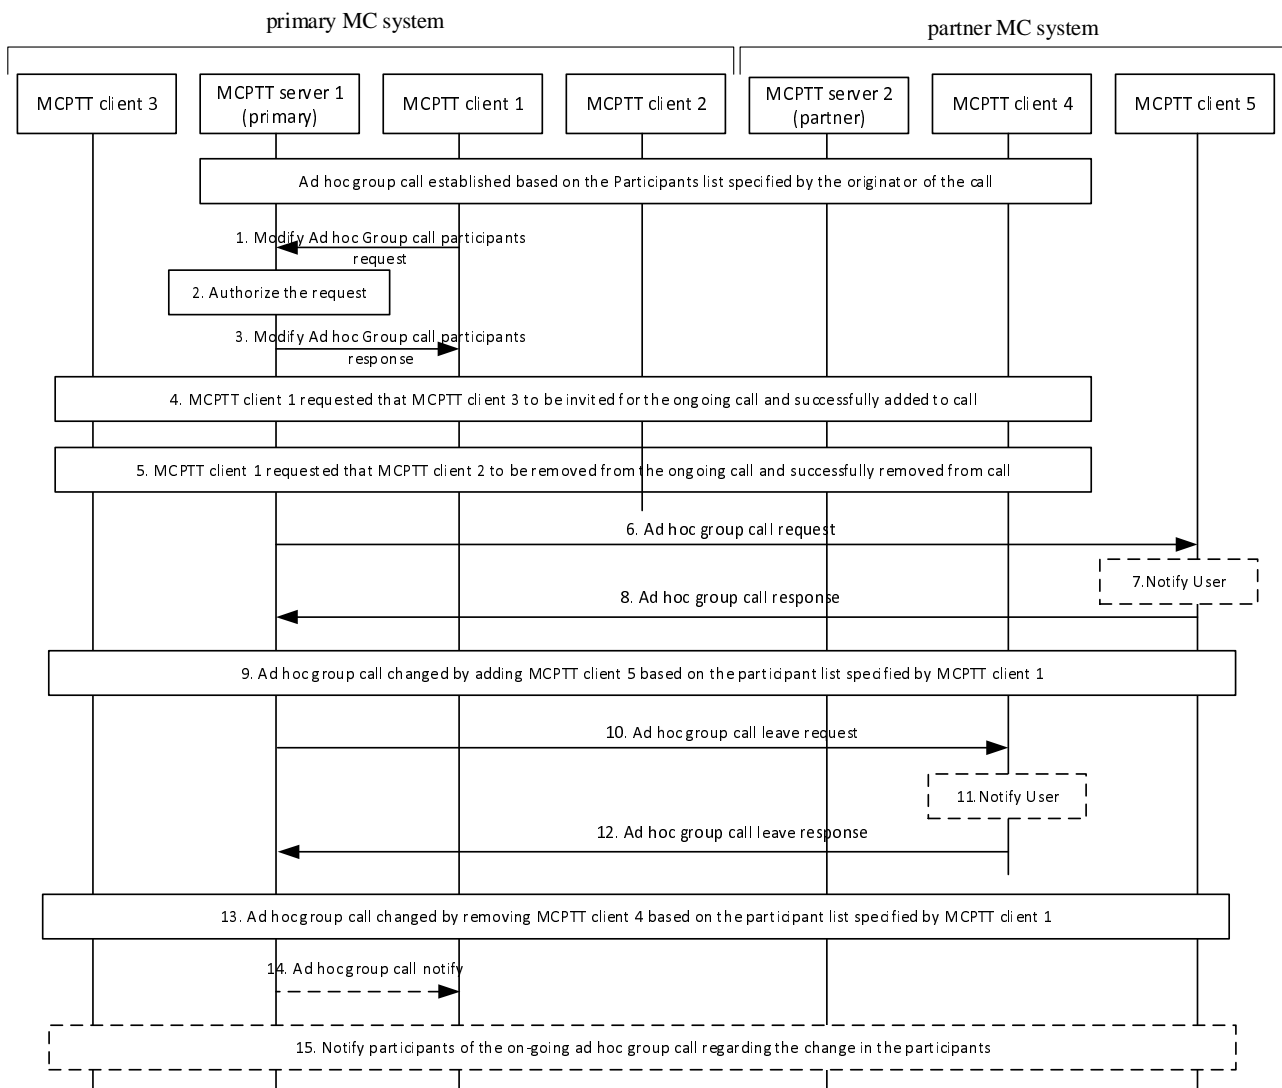 primary MC system
partner MC system
MCPTT client 3
MCPTT server 1
(primary)
MCPTT client 1
MCPTT client 2
MCPTT server 2
(partner)
MCPTT client 4
MCPTT client 5
Ad hoc group call established based on the Participants list specified by the originator of the call
1. Modify Ad hoc Group call participants
request
2. Authorize the request
3. Modify Ad hoc Group call participants
response
4. MCPTT client 1 requested that MCPTT client 3 to be invited for the ongoing call and successfully added to call
5. MCPTT client 1 requested that MCPTT client 2 to be removed from the ongoing call and successfully removed from call
6. Ad hoc group call request
7.Notify User
8. Ad hoc group call response
9. Ad hoc group call changed by adding MCPTT client 5 based on the participant list specified by MCPTT client 1
10. Ad hoc group call leave request
11.Notify User
12. Ad hoc group call leave response
13. Ad hoc group call changed by removing MCPTT client 4 based on the participant list specified by MCPTT client 1
14. Ad hoc group call notify
15. Notify participants of the on-going ad hoc group call regarding the change in the participants